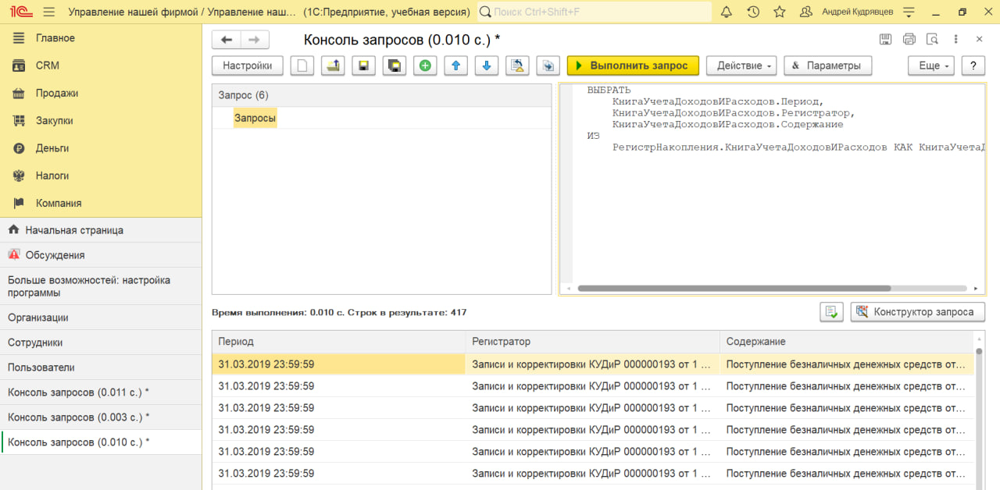 1С Управление нашей фирмой / Управление наш... (1С:Предприятие, учебная версия) Поиск Ctrl+Shift+F Андрей Кудрявцев
Главное
CRM
Продажи
Закупки
Деньги
Налоги
Компания
Начальная страница
Обсуждения
Больше возможностей: настройка
программы
Организации
Сотрудники
Пользователи
Консоль запросов (0.011 с.) *
Консоль запросов (0.003 с.) *
Консоль запросов (0.010 с.) *
Консоль запросов (0.010 с.) *
Настройки Выполнить запрос Действие & Параметры Еще ?
Запрос (6)
Запросы
ВЫБРАТЬ
КнигаУчетаДоходовИРасходов.Период,
КнигаУчетаДоходовИРасходов.Регистратор,
КнигаУчетаДоходовИРасходов.Содержание
ИЗ
РегистрНакопления.КнигаУчетаДоходовИРасходов КАК КнигаУчетаД
Время выполнения: 0.010 с. Строк в результате: 417
Конструктор запроса
Период Регистратор Содержание
31.03.2019 23:59:59 Записи и корректировки КУДиР 000000193 от 1 ... Поступление безналичных денежных средств от...
31.03.2019 23:59:59 Записи и корректировки КУДиР 000000193 от 1 ... Поступление безналичных денежных средств от...
31.03.2019 23:59:59 Записи и корректировки КУДиР 000000193 от 1 ... Поступление безналичных денежных средств от...
31.03.2019 23:59:59 Записи и корректировки КУДиР 000000193 от 1 ... Поступление безналичных денежных средств от...
31.03.2019 23:59:59 Записи и корректировки КУДиР 000000193 от 1 ... Поступление безналичных денежных средств от...
31.03.2019 23:59:59 Записи и корректировки КУДиР 000000193 от 1 ... Поступление безналичных денежных средств от...